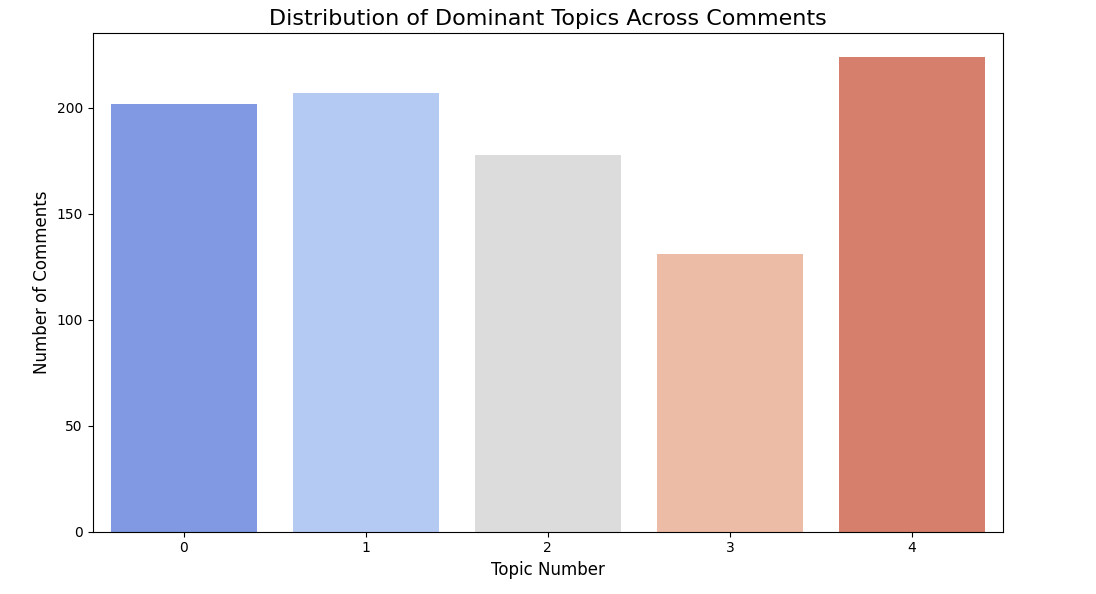 Distribution of Dominant Topics Across Comments
Number of Comments
200
150
100
50
0
0 1 2 3 4
Topic Number